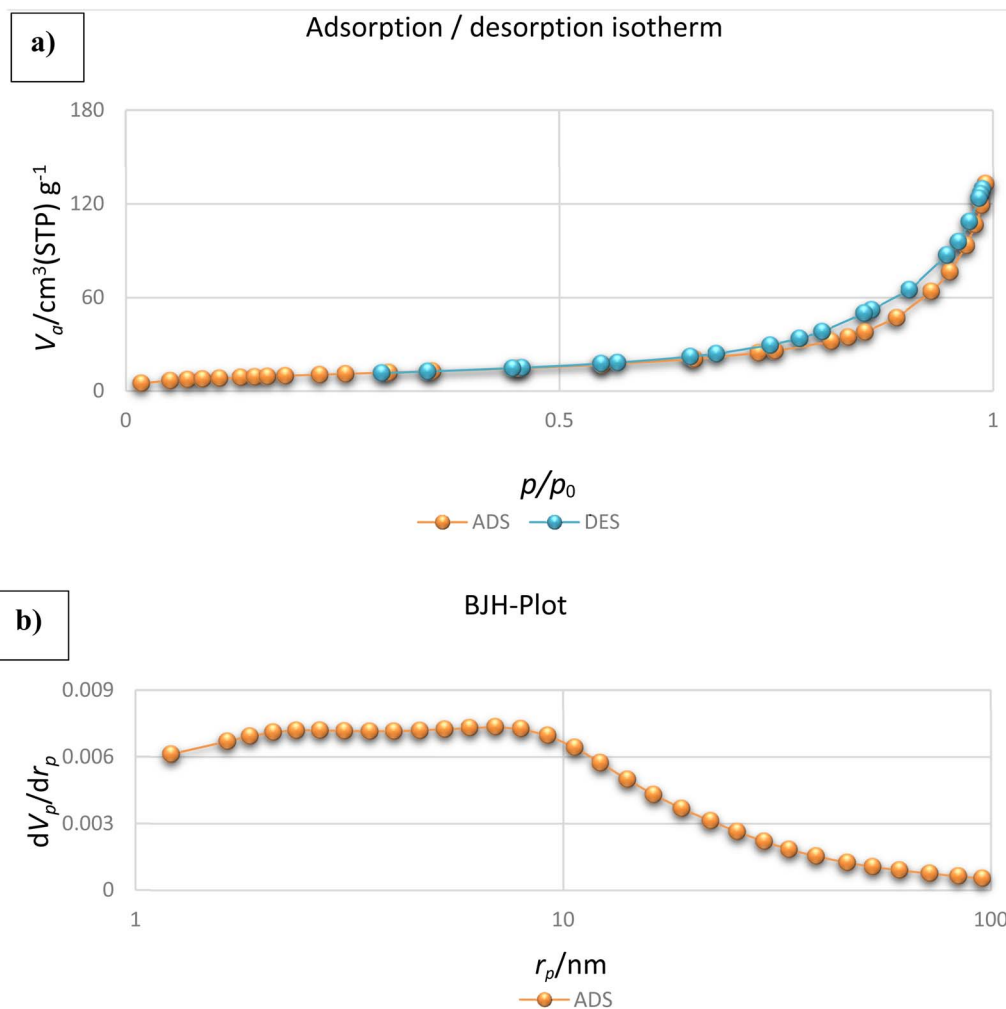 a)
Adsorption / desorption isotherm
180
120
60
0
0 0.5 1
Vₐ/cm³(STP) g⁻¹
p/p₀
ADS DES
b)
BJH-Plot
0.009
0.006
0.003
0
1 10 100
dVₚ/drₚ
rₚ/nm
ADS